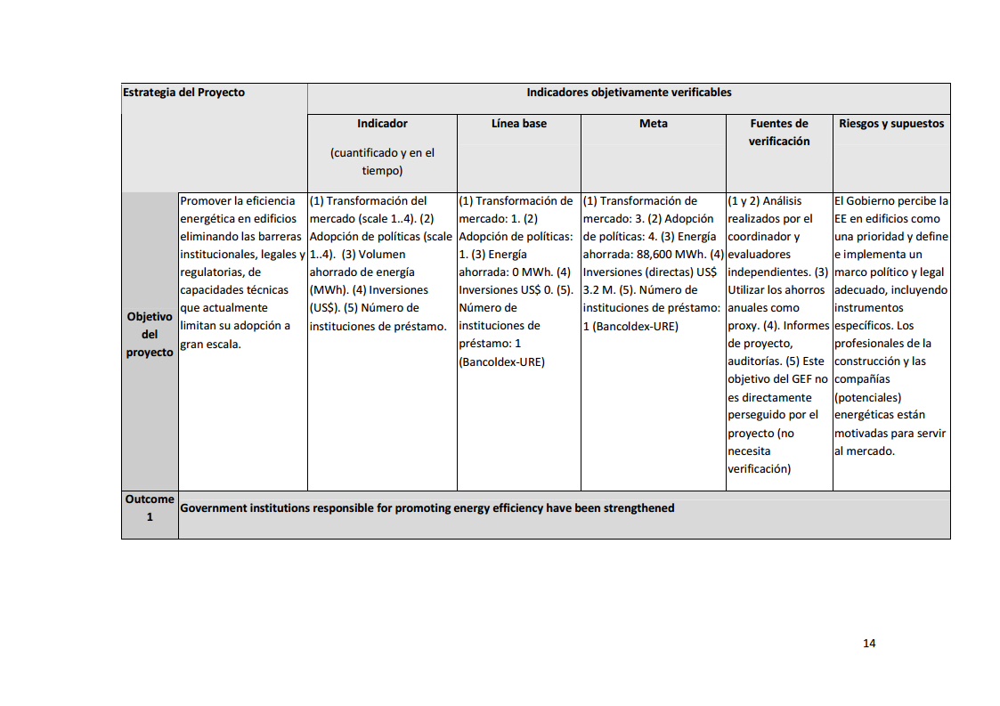 Estrategia del Proyecto
Indicadores objetivamente verificables
Indicador
(cuantificado y en el
tiempo)
Línea base
Meta
Fuentes de
verificación
Riesgos y supuestos
Objetivo
del
proyecto
Promover la eficiencia
energética en edificios
eliminando las barreras
institucionales, legales y
regulatorias, de
capacidades técnicas
que actualmente
limitan su adopción a
gran escala.
(1) Transformación del
mercado (scale 1..4). (2)
Adopción de políticas (scale
1..4). (3) Volumen
ahorrado de energía
(MWh). (4) Inversiones
(US$). (5) Número de
instituciones de préstamo.
(1) Transformación de
mercado: 1. (2)
Adopción de políticas:
1. (3) Energía
ahorrada: 0 MWh. (4)
Inversiones US$ 0. (5).
Número de
instituciones de
préstamo: 1
(Bancoldex-URE)
(1) Transformación de
mercado: 3. (2) Adopción
de políticas: 4. (3) Energía
ahorrada: 88,600 MWh. (4)
Inversiones (directas) US$
3.2 M. (5). Número de
instituciones de préstamo:
1 (Bancoldex-URE)
(1 y 2) Análisis
realizados por el
coordinador y
evaluadores
independientes. (3)
Utilizar los ahorros
anuales como
proxy. (4). Informes
de proyecto,
auditorías. (5) Este
objetivo del GEF no
es directamente
perseguido por el
proyecto (no
necesita
verificación)
El Gobierno percibe la
EE en edificios como
una prioridad y define
e implementa un
marco político y legal
adecuado, incluyendo
instrumentos
específicos. Los
profesionales de la
construcción y las
compañías
(potenciales)
energéticas están
motivadas para servir
al mercado.
Outcome
1
Government institutions responsible for promoting energy efficiency have been strengthened
14